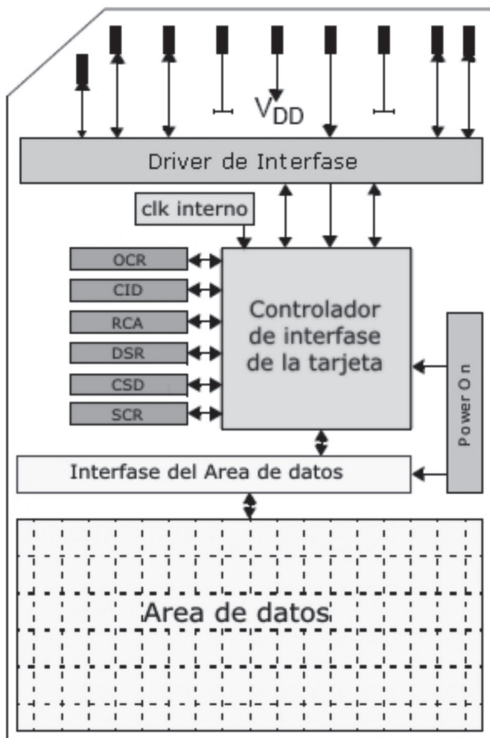 VDD
Driver de Interfase
clk interno
OCR
CID
RCA
DSR
CSD
SCR
Controlador
de interfase
de la tarjeta
Power On
Interfase del Area de datos
Area de datos